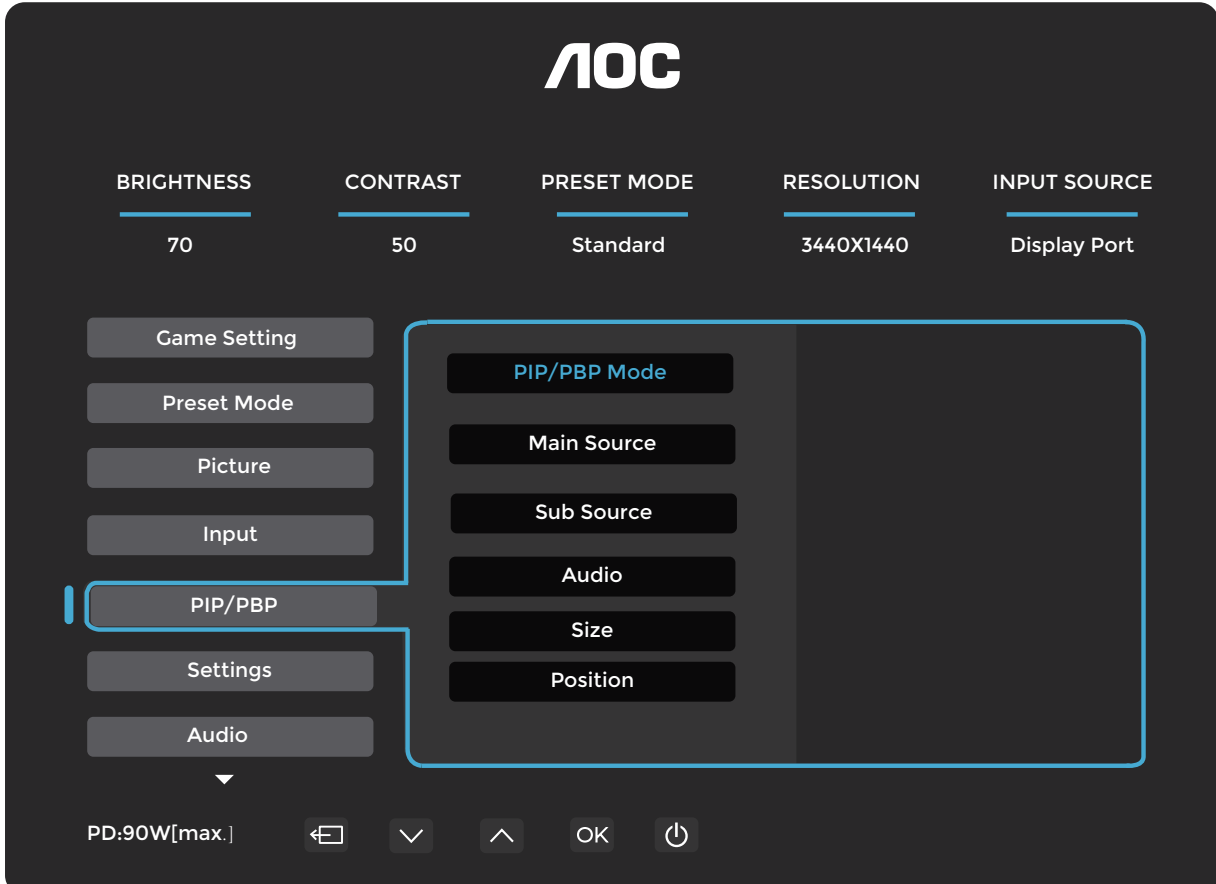 AOC
BRIGHTNESS CONTRAST PRESET MODE RESOLUTION INPUT SOURCE
70 50 Standard 3440X1440 Display Port
Game Setting
Preset Mode
Picture
Input
PIP/PBP
Settings
Audio
PIP/PBP Mode
Main Source
Sub Source
Audio
Size
Position
PD:90W[max.]
OK